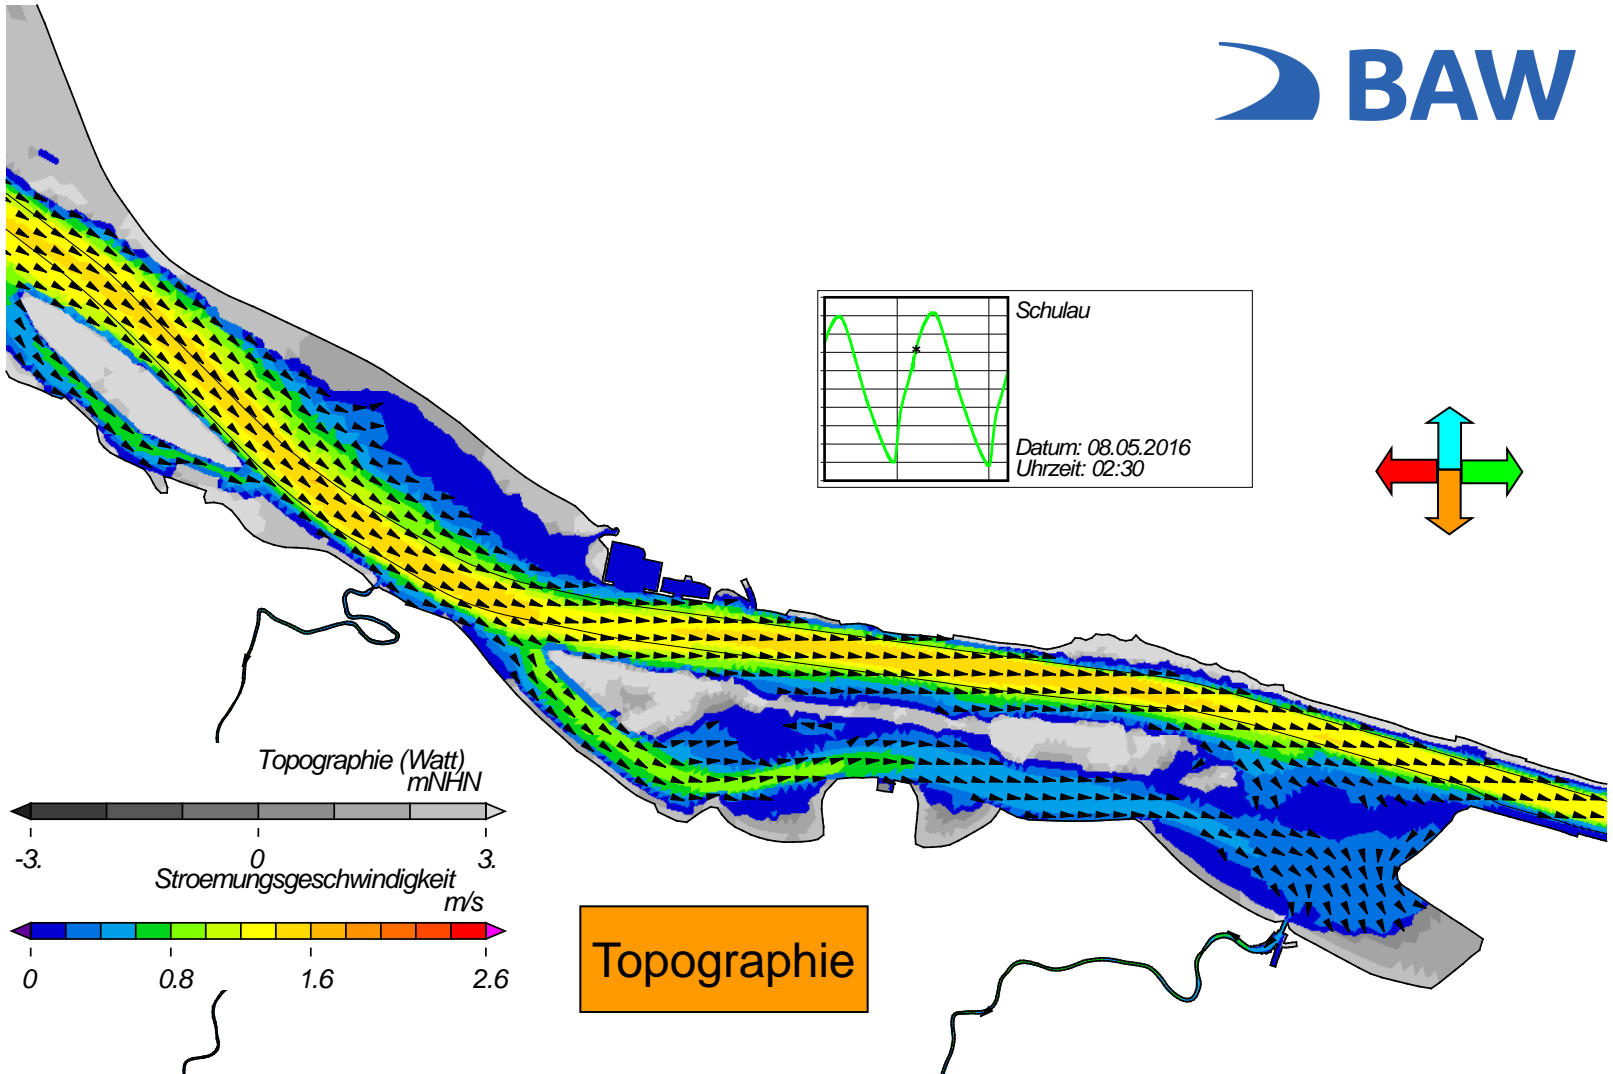 BAW
Schulau
Datum: 08.05.2016
Uhrzeit: 02:30
Topographie (Watt)
mNHN
-3. 0 3.
Stroemungsgeschwindigkeit
m/s
0 0.8 1.6 2.6
Topographie